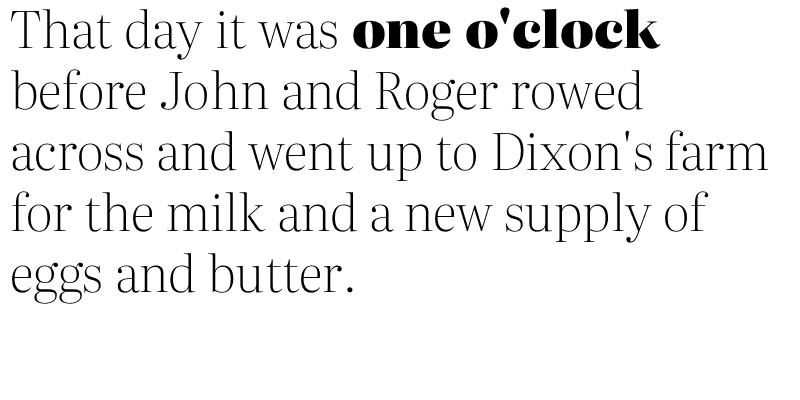 That day it was one o'clock
before John and Roger rowed
across and went up to Dixon's farm
for the milk and a new supply of
eggs and butter.